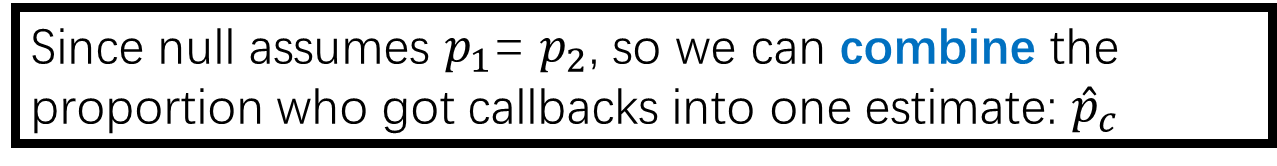 Since null assumes p₁= p₂, so we can combine the
proportion who got callbacks into one estimate: p̂꜀